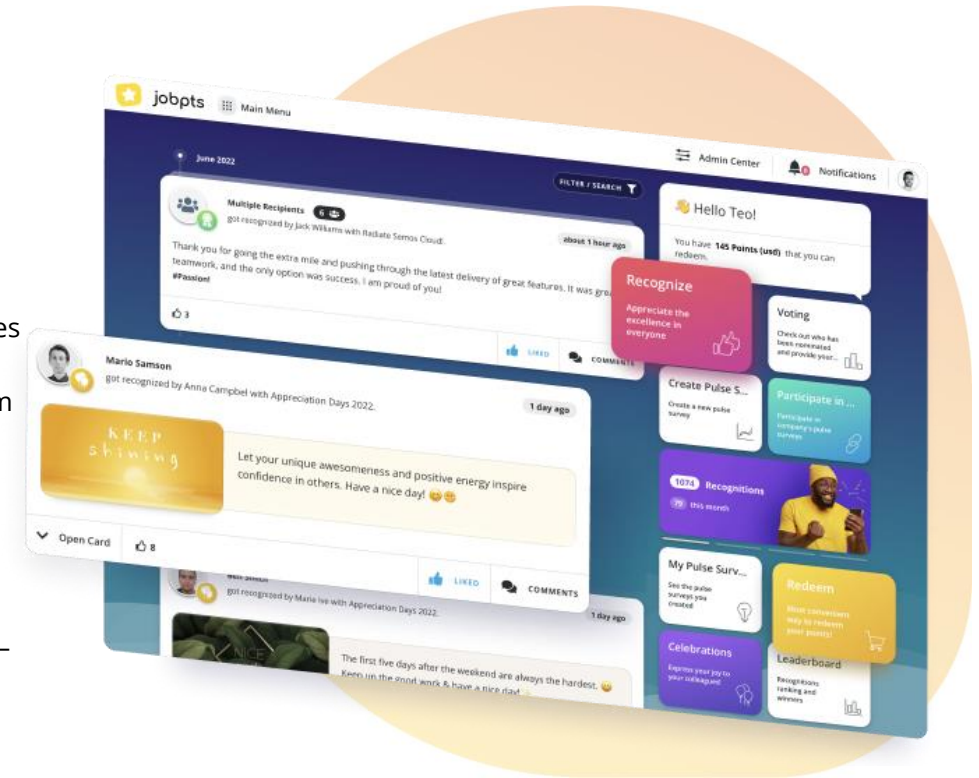 jobpts
Main Menu
Admin Center
Notifications
June 2022
FILTER / SEARCH
Multiple Recipients 6
got recognized by Jack Williams with Radiate Semos Cloud!.
about 1 hour ago
Thank you for going the extra mile and pushing through the latest delivery of great features. It was
teamwork, and the only option was success. I am proud of you!
#Passion!
3
LIKED
Mario Samson
got recognized by Anna Campbel with Appreciation Days 2022.
1 day ago
KEEP
shining
Let your unique awesomeness and positive energy inspire
confidence in others. Have a nice day!
Open Card
8
LIKED
COMMENTS
got recognized by Maria Ivo with Appreciation Days 2022.
1 day ago
NICE
The first five days after the weekend are always the hardest.
Keep up the good work & have a nice day!
Hello Teo!
You have 145 Points (usd) that you can
redeem.
Recognize
Appreciate the
excellence in
everyone
Voting
Check out who has
been nominated
and provide your...
Create Pulse S...
Create a new pulse
survey
Participate in ...
Participate in
company's pulse
surveys
1074 Recognitions
79 this month
My Pulse Surv...
See the pulse
surveys you
created
Redeem
Most convenient
way to redeem
your points!
Celebrations
Express your joy to
your colleagues!
Leaderboard
Recognitions
ranking and
winners